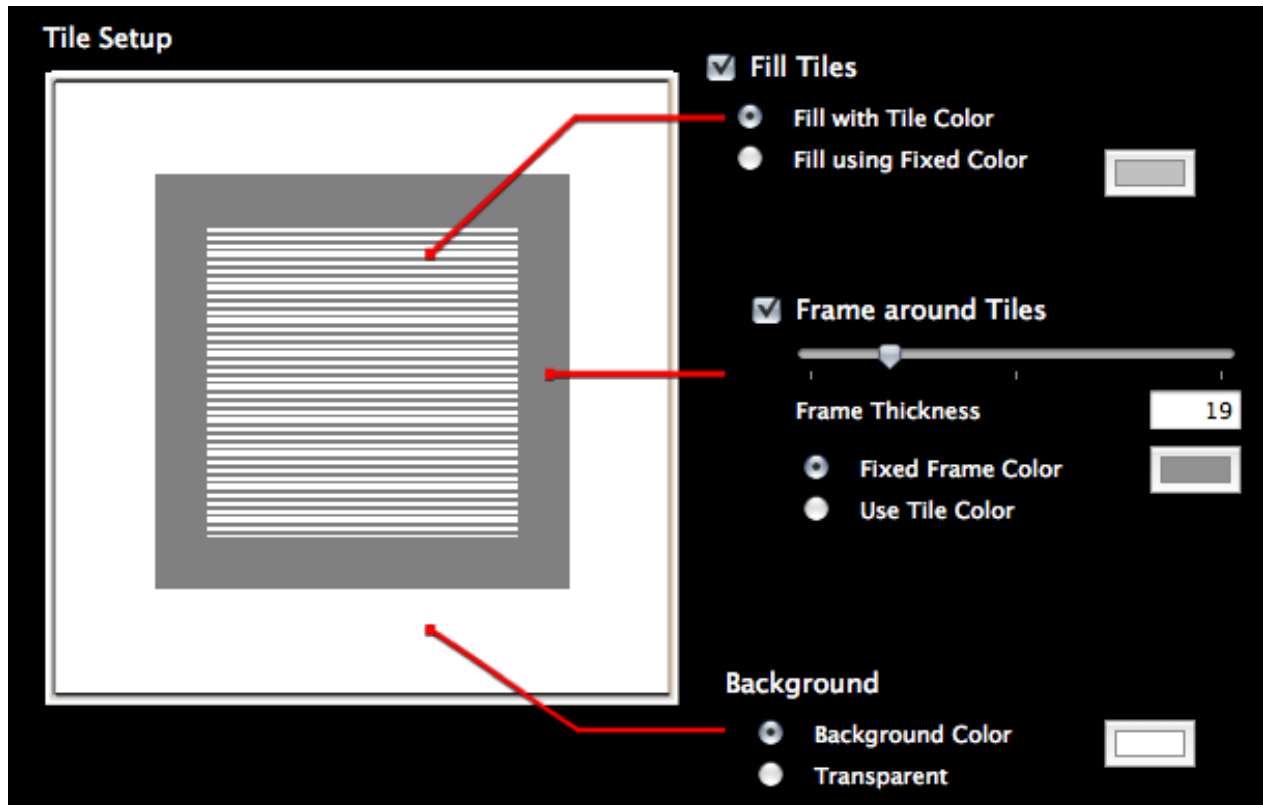 Tile Setup
Fill Tiles
Fill with Tile Color
Fill using Fixed Color
Frame around Tiles
Frame Thickness 19
Fixed Frame Color
Use Tile Color
Background
Background Color
Transparent